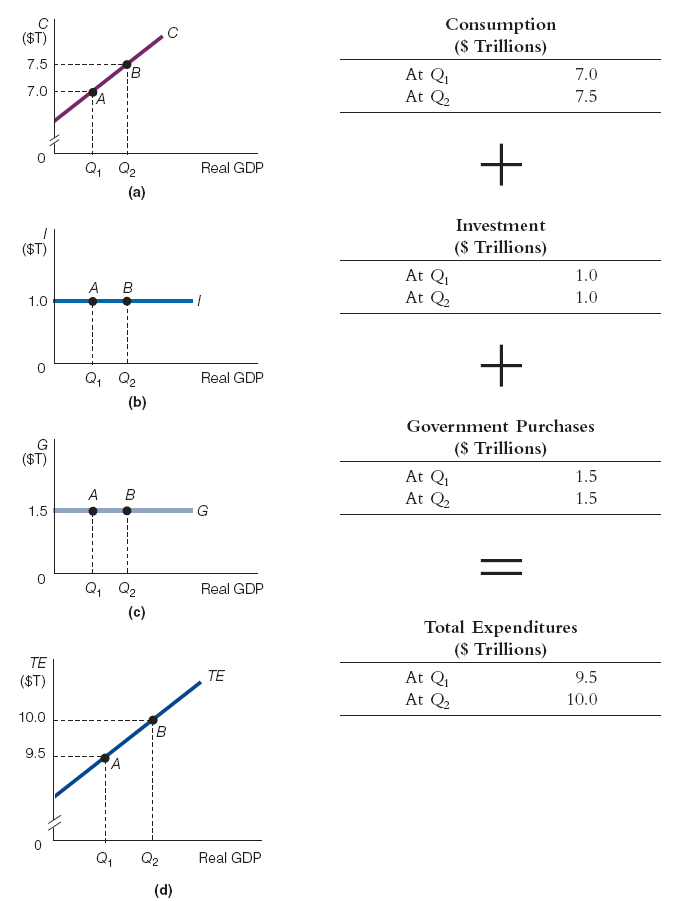 C
($T)
7.5
7.0
0
C
B
A
Q₁ Q₂ Real GDP
(a)
Consumption
($ Trillions)
At Q₁ 7.0
At Q₂ 7.5
+
I
($T)
1.0
0
A B
I
Q₁ Q₂ Real GDP
(b)
Investment
($ Trillions)
At Q₁ 1.0
At Q₂ 1.0
+
G
($T)
1.5
0
A B
G
Q₁ Q₂ Real GDP
(c)
Government Purchases
($ Trillions)
At Q₁ 1.5
At Q₂ 1.5
=
TE
($T)
10.0
9.5
0
TE
B
A
Q₁ Q₂ Real GDP
(d)
Total Expenditures
($ Trillions)
At Q₁ 9.5
At Q₂ 10.0